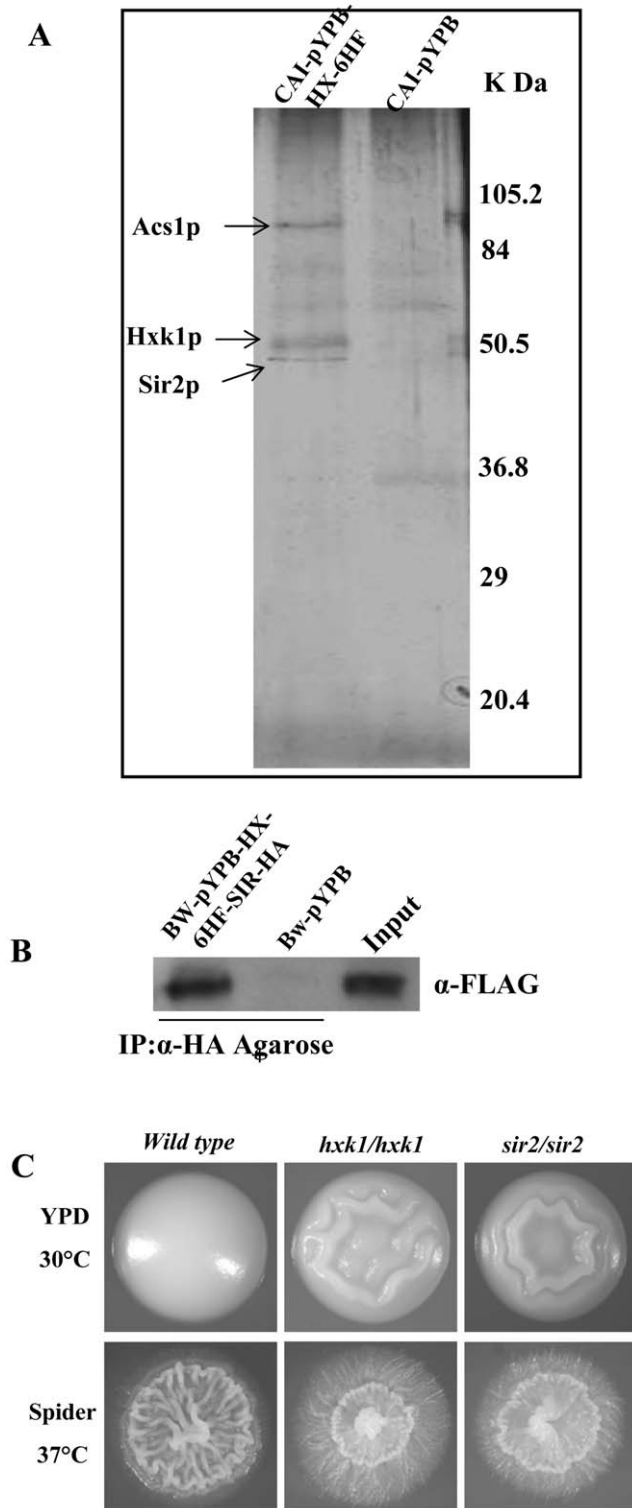 A
CAI-pYPB-
HX-6HF
CAI-pYPB
K Da
105.2
Acs1p
84
Hxk1p
50.5
Sir2p
36.8
29
20.4
BW-pYPB-HX-
6HF-SIR-HA
Bw-pYPB
Input
B
α-FLAG
IP:α-HA Agarose
C
Wild type
hxk1/hxk1
sir2/sir2
YPD
30°C
Spider
37°C